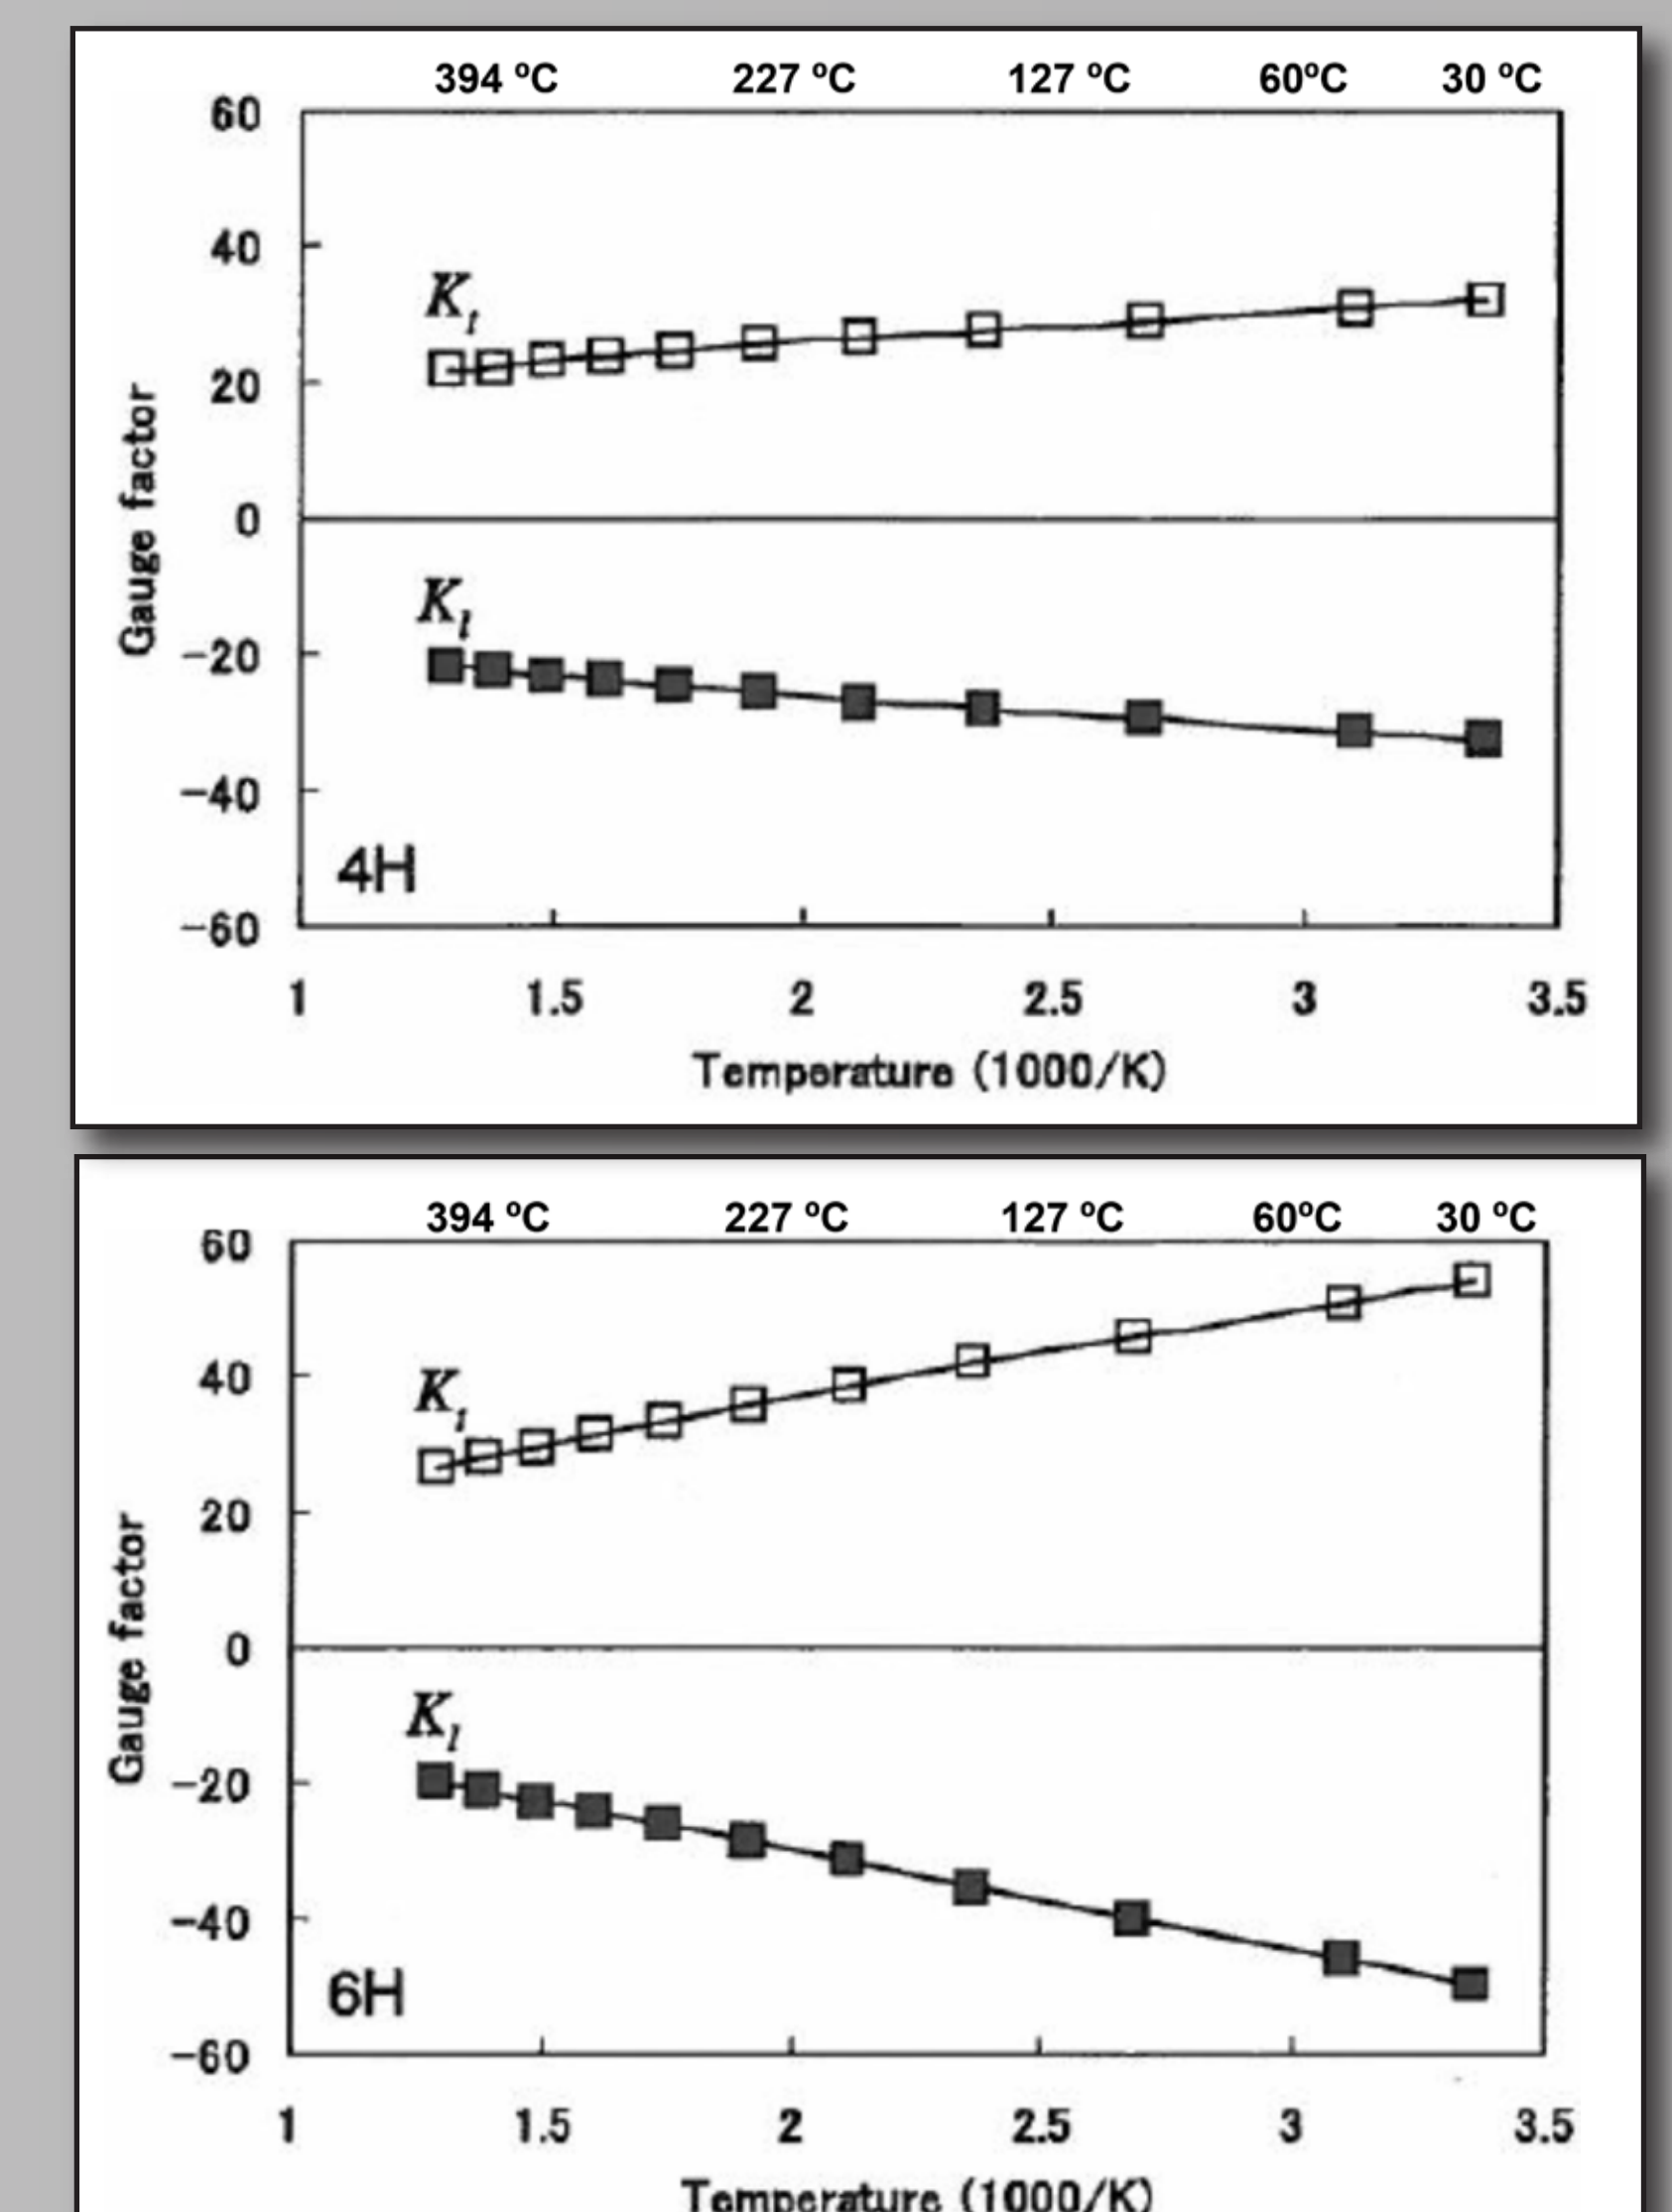 394 ºC 227 ºC 127 ºC 60ºC 30 ºC
60
40
K_t
20
0
Gauge factor
K_l
-20
-40
4H
-60
1 1.5 2 2.5 3 3.5
Temperature (1000/K)
394 ºC 227 ºC 127 ºC 60ºC 30 ºC
60
40
K_t
20
0
Gauge factor
K_l
-20
-40
6H
-60
1 1.5 2 2.5 3 3.5
Temperature (1000/K)